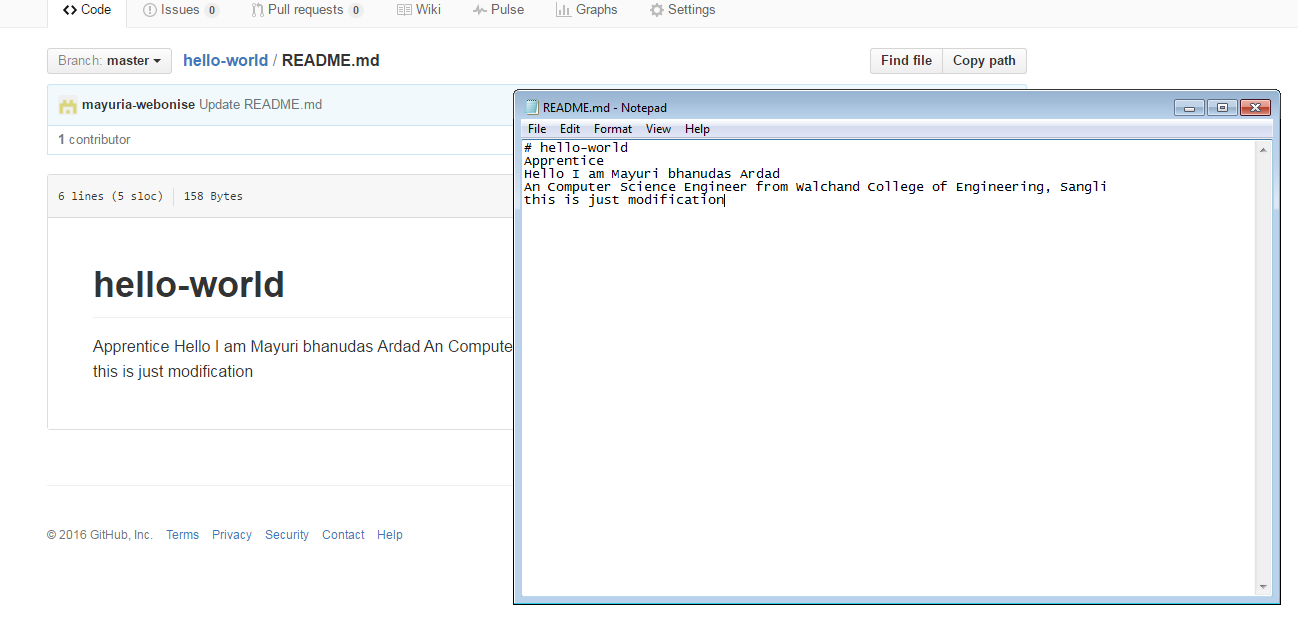 Code Issues 0 Pull requests 0 Wiki Pulse Graphs Settings
Branch: master hello-world / README.md Find file Copy path
mayuria-webonise Update README.md
1 contributor
6 lines (5 sloc) 158 Bytes
hello-world
Apprentice Hello I am Mayuri bhanudas Ardad An Compute
this is just modification
© 2016 GitHub, Inc. Terms Privacy Security Contact Help
README.md - Notepad
File Edit Format View Help
# hello-world
Apprentice
Hello I am Mayuri bhanudas Ardad
An Computer Science Engineer from Walchand College of Engineering, Sangli
this is just modification